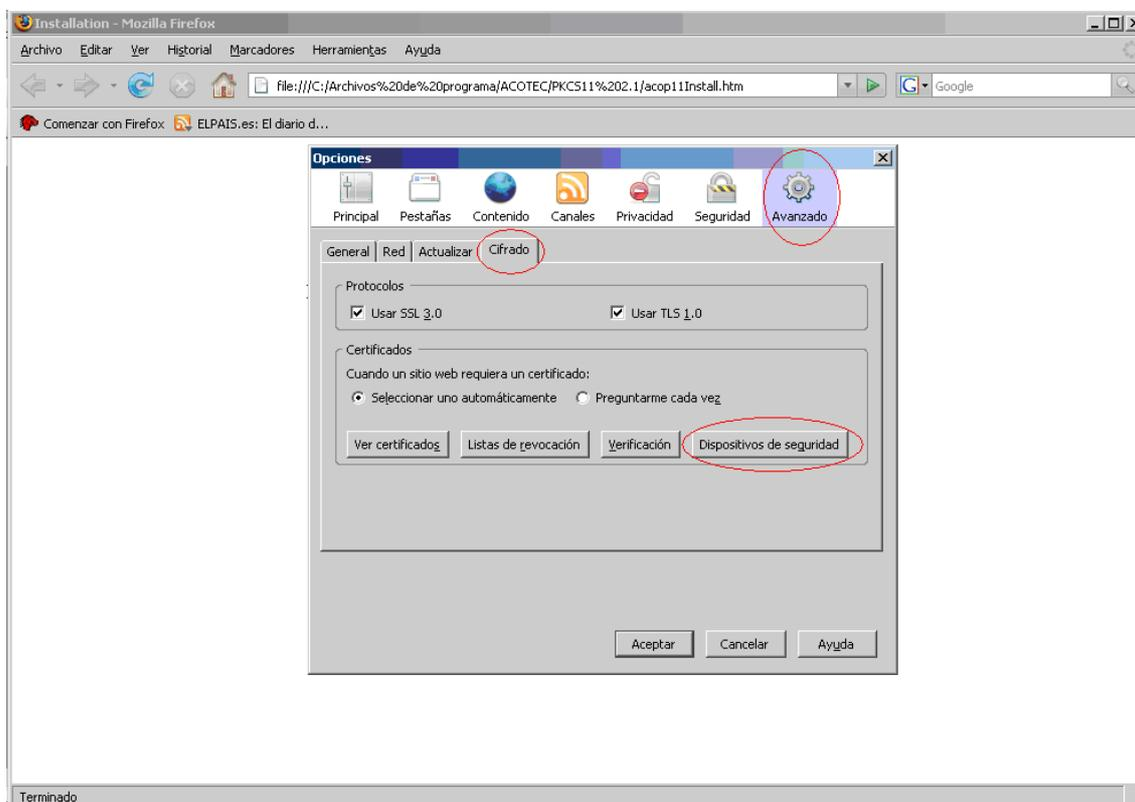 Installation - Mozilla Firefox
Archivo Editar Ver Historial Marcadores Herramientas Ayuda
file:///C:/Archivos%20de%20programa/ACOTEC/PKCS11%202.1/acop11Install.htm G Google
Comenzar con Firefox ELPAIS.es: El diario d...
Opciones
Principal Pestañas Contenido Canales Privacidad Seguridad Avanzado
General Red Actualizar Cifrado
Protocolos
Usar SSL 3.0 Usar TLS 1.0
Certificados
Cuando un sitio web requiera un certificado:
Seleccionar uno automáticamente Preguntarme cada vez
Ver certificados Listas de revocación Verificación Dispositivos de seguridad
Aceptar Cancelar Ayuda
Terminado